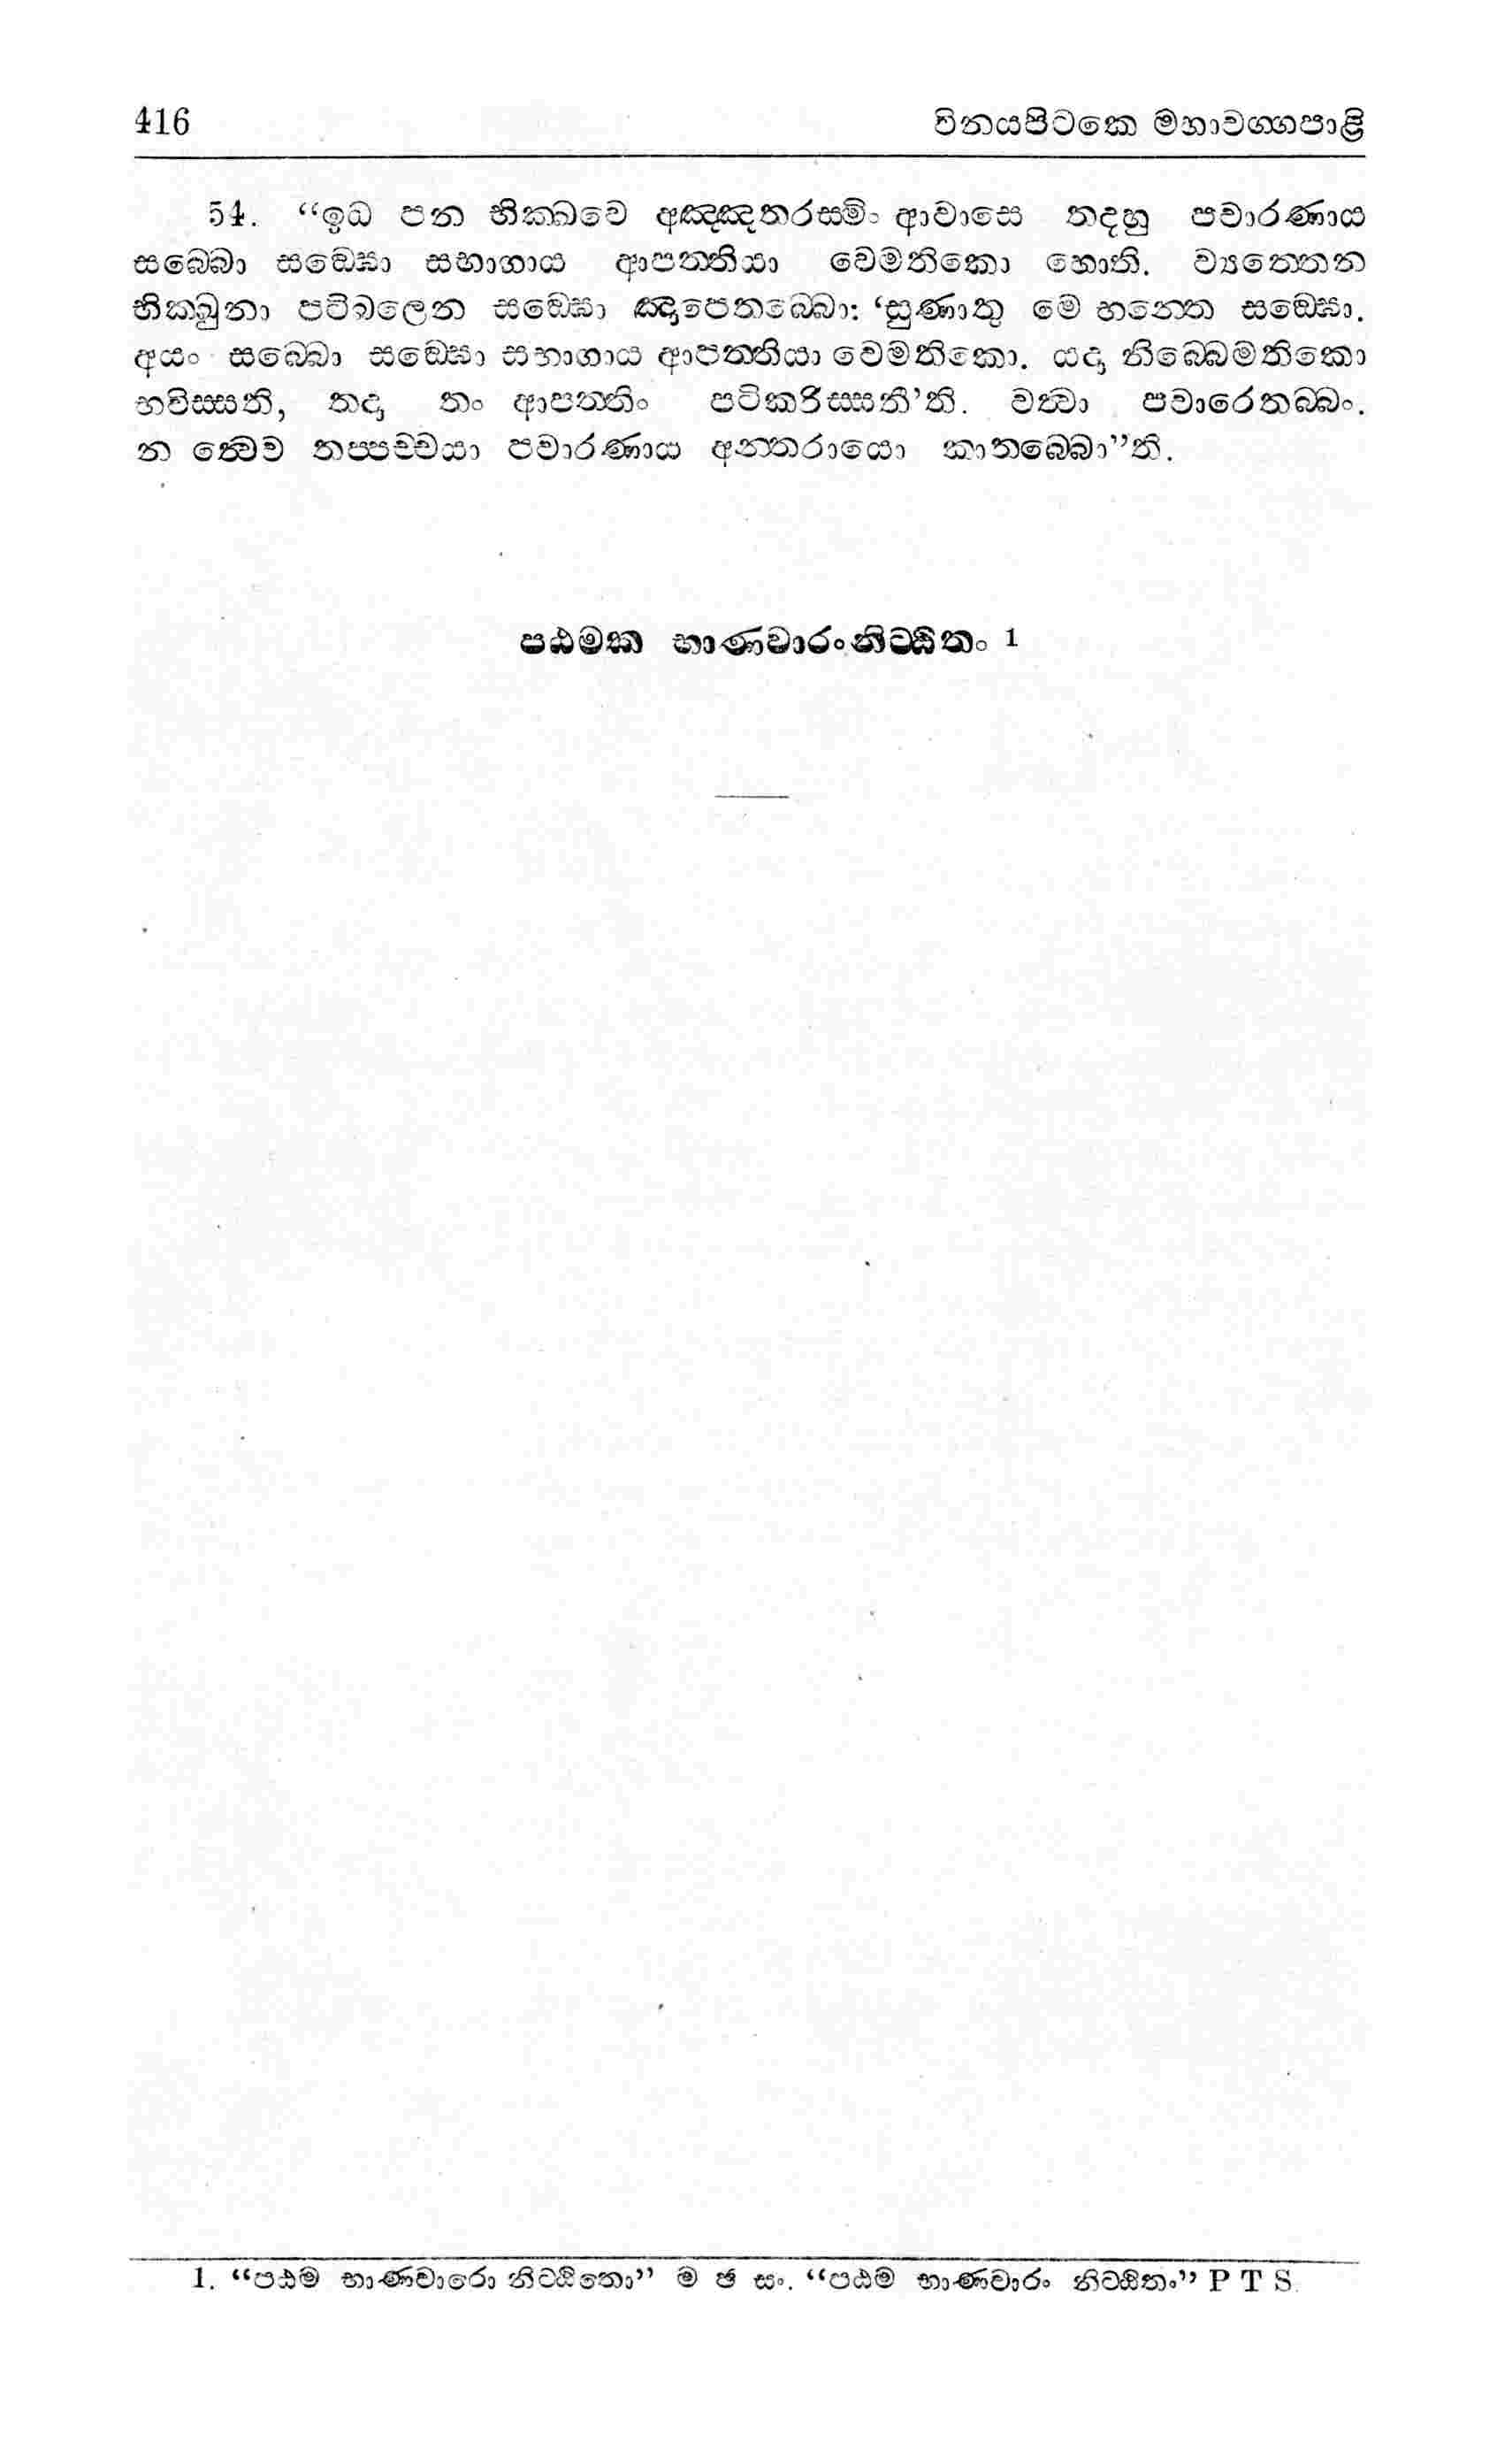 416 විනයපිටකෙ මහාවග්ගපාළි
54. “ඉධ පන භික්ඛවෙ අඤ්ඤතරස්මිං ආවාසෙ තදහු පවාරණාය
සබ්බො සඞ්ඝො සභාගාය ආපත්තියා වෙමතිකො හොති. ව්‍යත්තෙන
භික්ඛුනා පටිබලෙන සඞ්ඝො ඤාපෙතබ්බො: ‘සුණාතු මෙ භන්තෙ සඞ්ඝො.
අයං සබ්බො සඞ්ඝො සභාගාය ආපත්තියා වෙමතිකො. යදා නිබ්බෙමතිකො
භවිස්සති, තදා තං ආපත්තිං පටිකරිස්සතී’ති. වත්වා පවාරෙතබ්බං.
න ත්වෙව තප්පච්චයා පවාරණාය අන්තරායො කාතබ්බො”ති.
පඨමක භාණවාරං නිට්ඨිතං 1
1. “පඨම භාණවාරො නිට්ඨිතො” ම ඡ සං. “පඨම භාණවාරං නිට්ඨිතං” P T S.